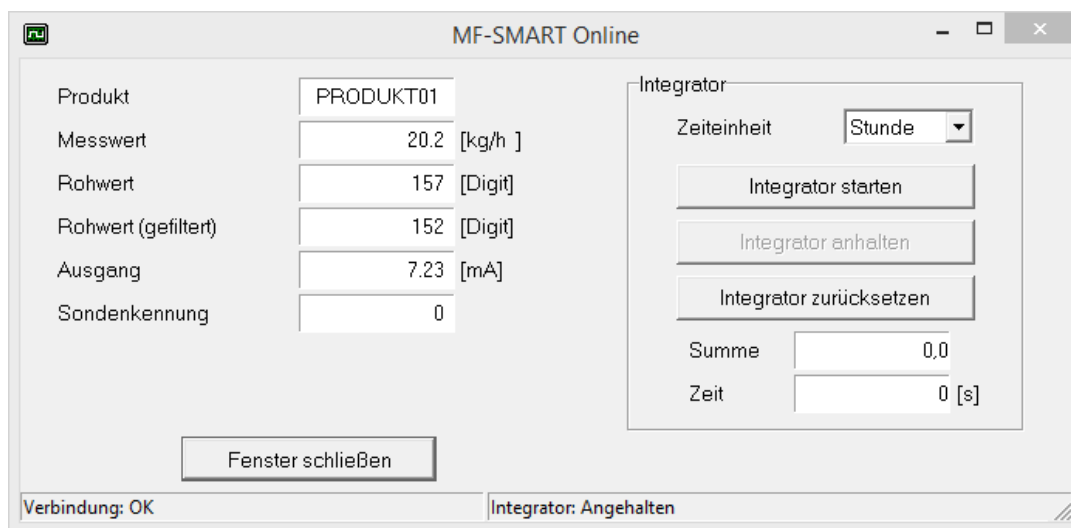 MF-SMART Online
Produkt PRODUKT01
Messwert 20.2 [kg/h ]
Rohwert 157 [Digit]
Rohwert (gefiltert) 152 [Digit]
Ausgang 7.23 [mA]
Sondenkennung 0
Integrator
Zeiteinheit Stunde
Integrator starten
Integrator anhalten
Integrator zurücksetzen
Summe 0,0
Zeit 0 [s]
Fenster schließen
Verbindung: OK
Integrator: Angehalten